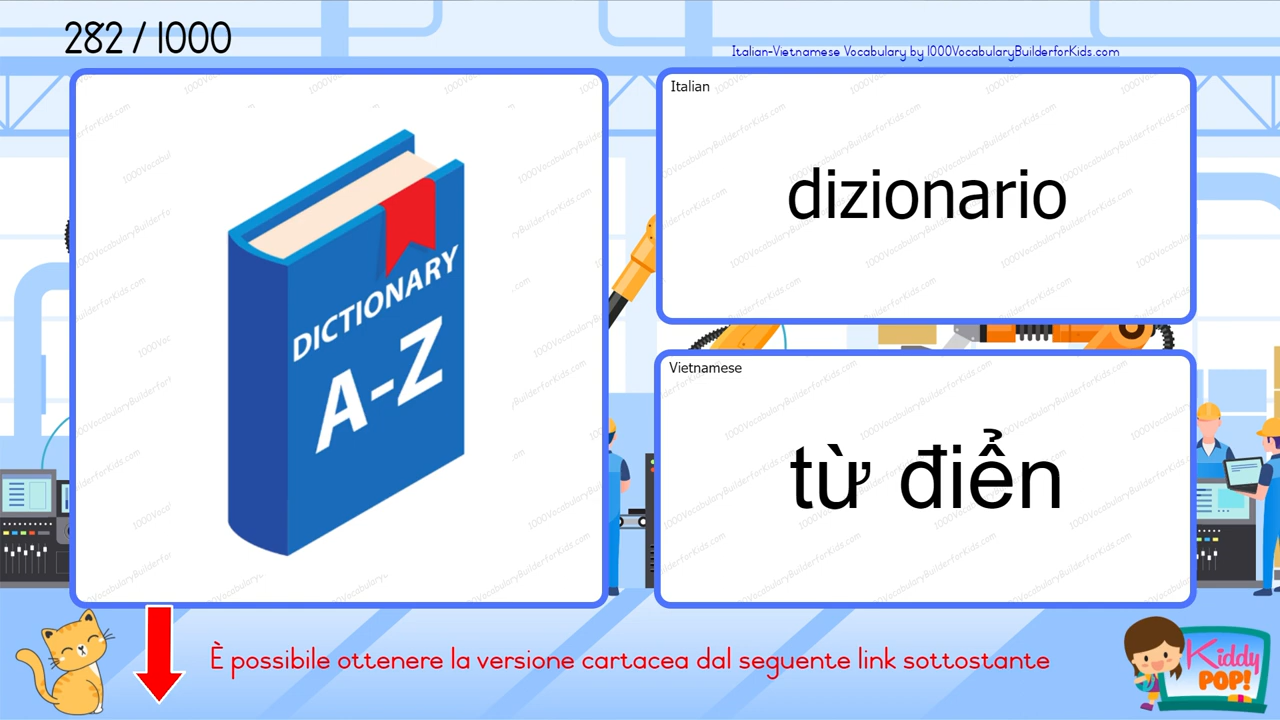 282 / 1000
Italian-Vietnamese Vocabulary by 1000VocabularyBuilderforKids.com
DICTIONARY
A-Z
Italian
dizionario
Vietnamese
từ điển
È possibile ottenere la versione cartacea dal seguente link sottostante
Kiddy
POP!